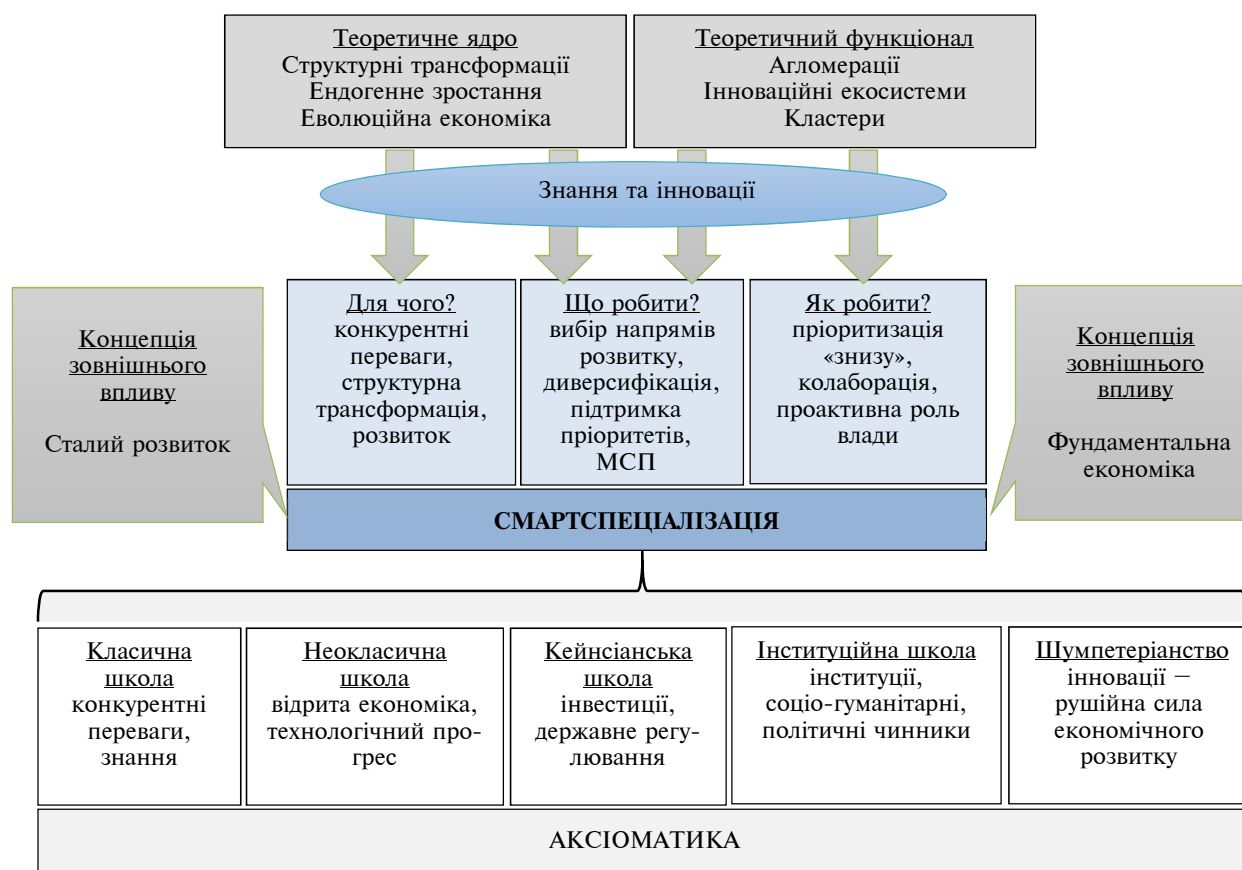 Теоретичне ядро
Структурні трансформації
Ендогенне зростання
Еволюційна економіка
Теоретичний функціонал
Агломерації
Інноваційні екосистеми
Кластери
Знання та інновації
Концепція
зовнішнього
впливу
Сталий розвиток
Для чого?
конкурентні
переваги,
структурна
трансформація,
розвиток
Що робити?
вибір напрямів
розвитку,
диверсифікація,
підтримка
пріоритетів,
МСП
Як робити?
пріоритизація
«знизу»,
колаборація,
проактивна роль
влади
Концепція
зовнішнього
впливу
Фундаментальна
економіка
СМАРТСПЕЦІАЛІЗАЦІЯ
Класична
школа
конкурентні
переваги,
знання
Неокласична
школа
відрита економіка,
технологічний про-
грес
Кейнсіанська
школа
інвестиції,
державне регу-
лювання
Інституційна школа
інституції,
соціо-гуманітарні,
політичні чинники
Шумпетеріанство
інновації –
рушійна сила
економічного
розвитку
АКСІОМАТИКА